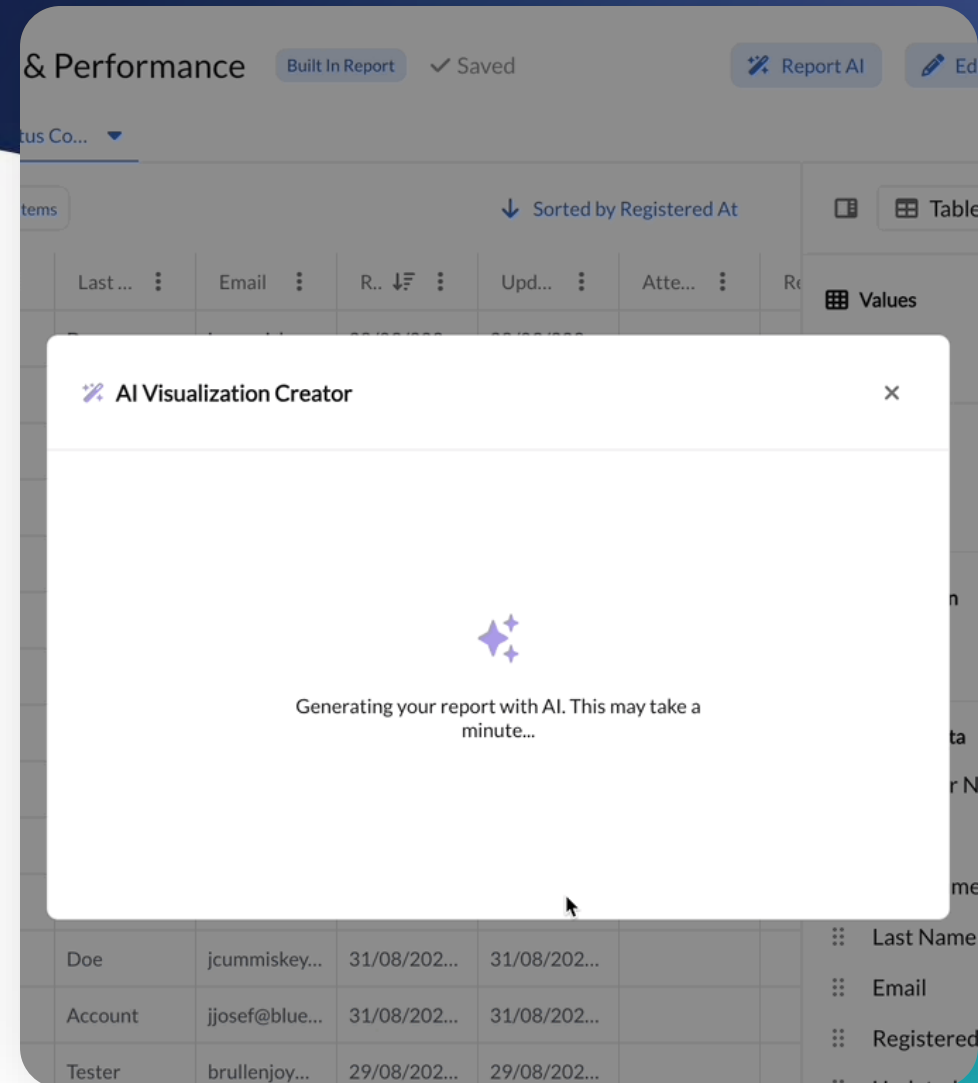 & Performance
Built In Report
Saved
Report AI
Ed
tus Co...
tems
Sorted by Registered At
Table
Last ...
Email
R..
Upd...
Atte...
Re
Values
AI Visualization Creator
Generating your report with AI. This may take a
minute...
n
ta
r N
me
Last Name
Email
Registered
Doe
jcummiskey...
31/08/202...
31/08/202...
Account
jjosef@blue...
31/08/202...
31/08/202...
Tester
brullenjoy...
29/08/202...
29/08/202...